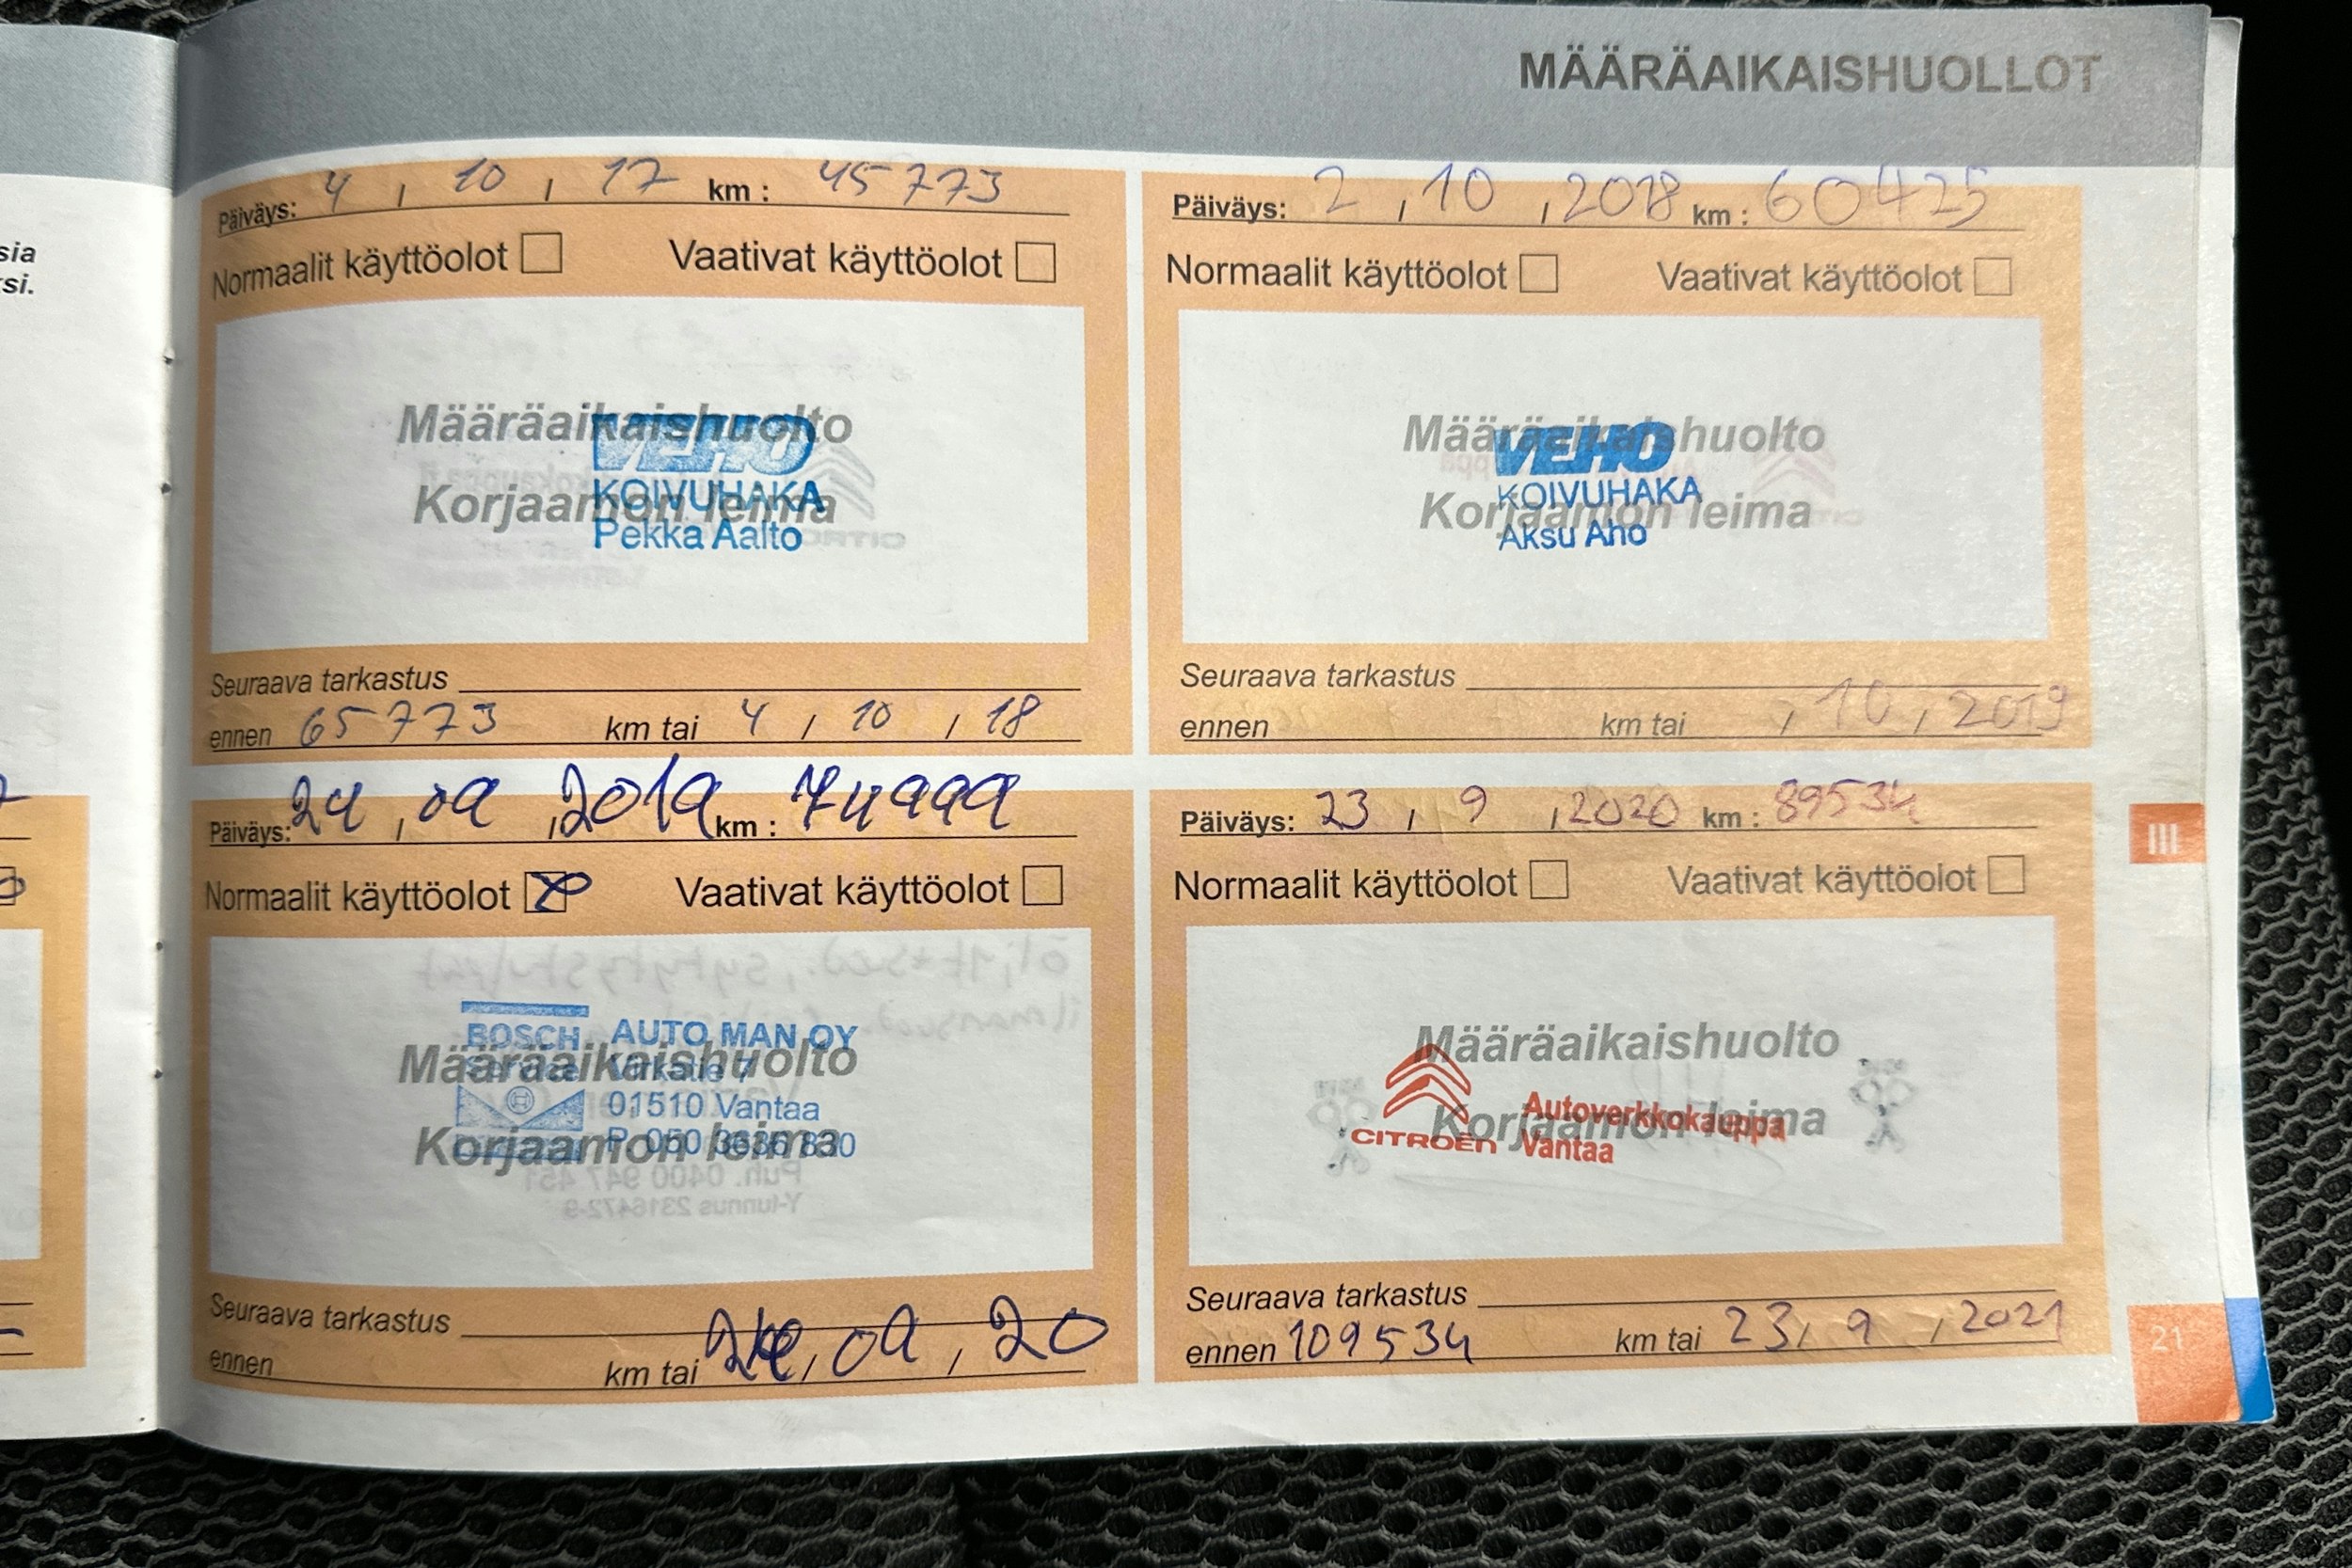 MÄÄRÄAIKAISHUOLLOT
sia
si.
Päiväys: 4 / 10 / 17 km : 45773
Normaalit käyttöolot Vaativat käyttöolot
Määräaikaishuolto
Korjaamon leima
VEHO
KOIVUHAKA
Pekka Aalto
Seuraava tarkastus
ennen 65773 km tai 4 / 10 / 18
Päiväys: 2 / 10 / 2018 km : 60425
Normaalit käyttöolot Vaativat käyttöolot
Määräaikaishuolto
Korjaamon leima
VEHO
KOIVUHAKA
Aksu Aho
Seuraava tarkastus
ennen km tai / 10 / 2019
Päiväys: 24 / 09 / 2019 km : 74999
Normaalit käyttöolot X Vaativat käyttöolot
Määräaikaishuolto
Korjaamon leima
BOSCH
Service
AUTO MAN OY
Virkatie 7
01510 Vantaa
Seuraava tarkastus
ennen km tai 24 / 09 / 20
Päiväys: 23 / 9 / 2020 km : 89534
Normaalit käyttöolot Vaativat käyttöolot
Määräaikaishuolto
Korjaamon leima
CITROËN
Autoverkkokauppa
Vantaa
Seuraava tarkastus
ennen 109534 km tai 23 / 9 / 2021
III
21